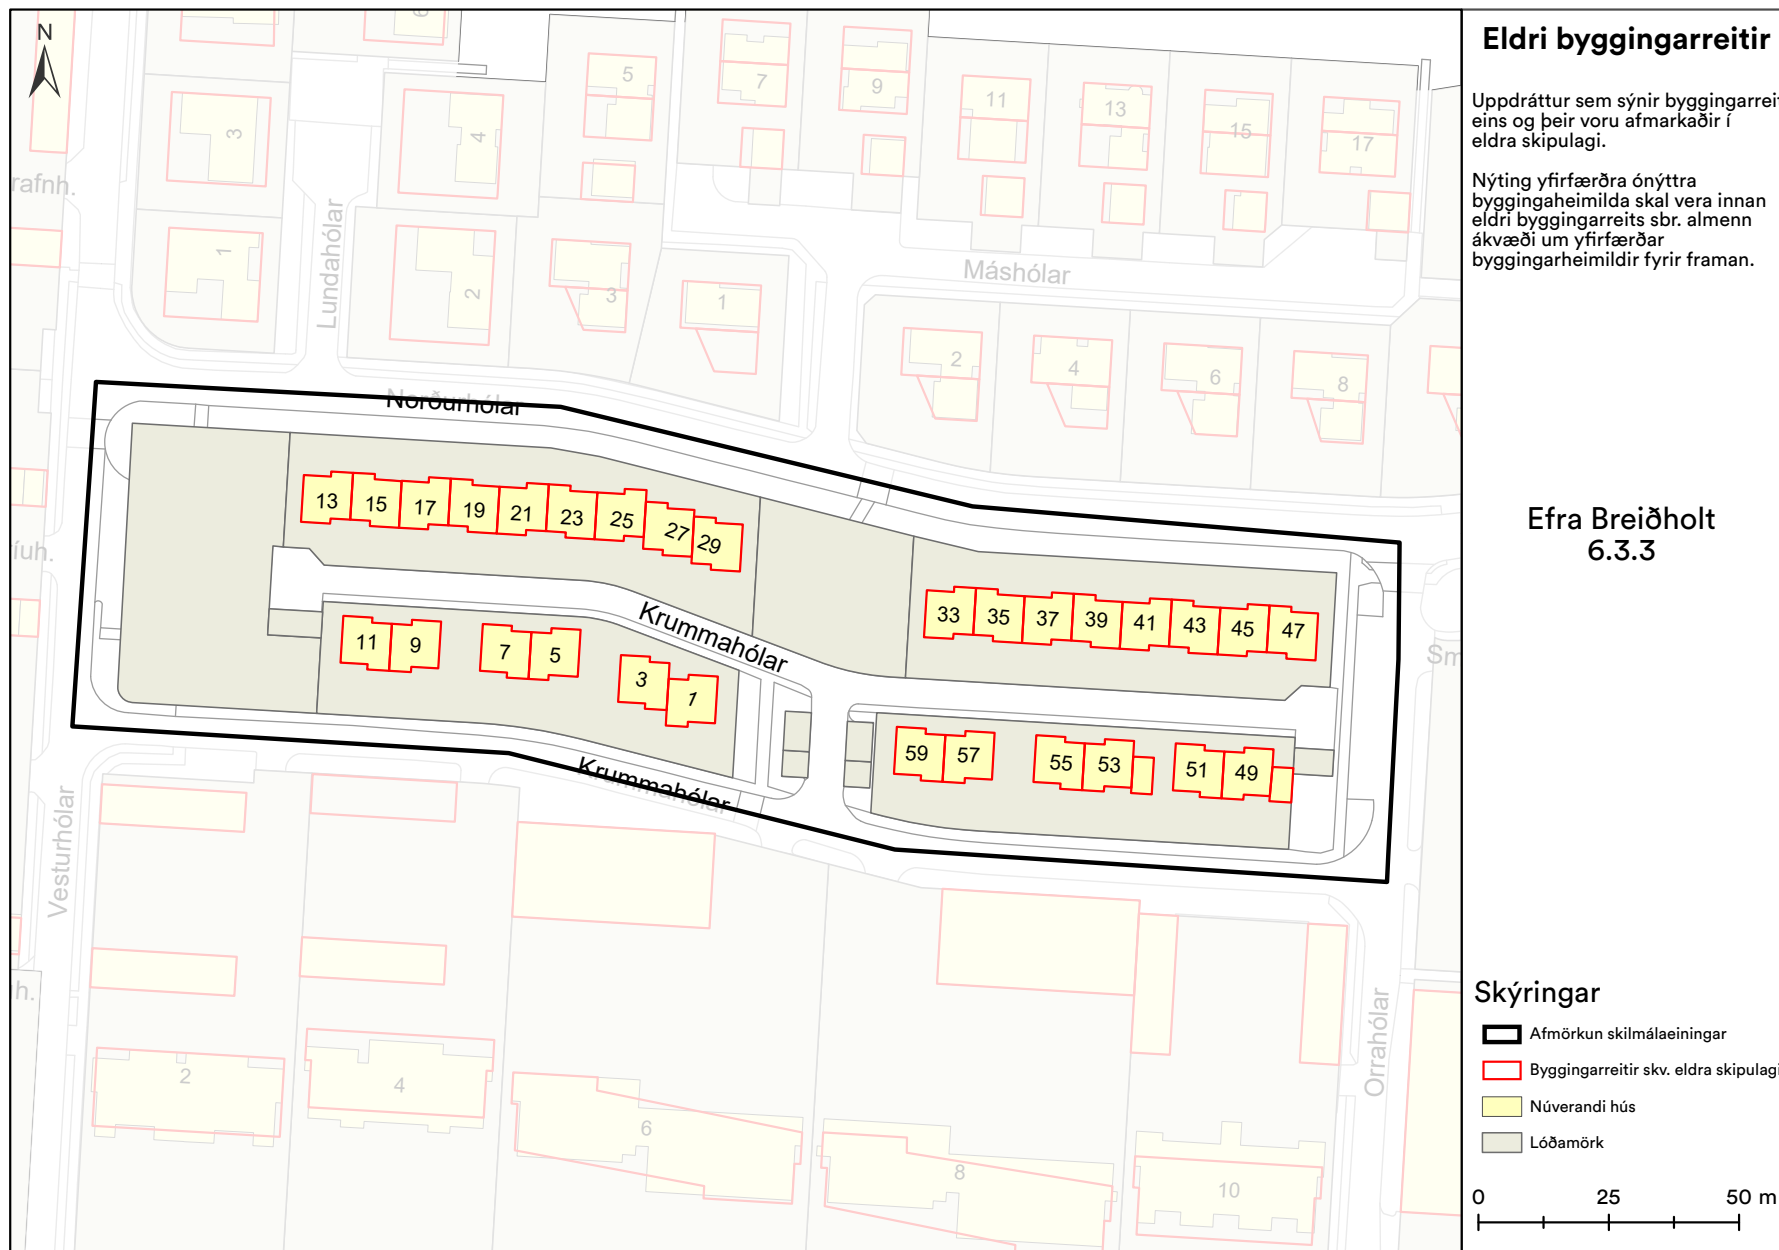 Eldri byggingarreitir
Uppdráttur sem sýnir byggingarreit
eins og þeir voru afmarkaðir í
eldra skipulagi.
Nýting yfirfærðra ónýttra
byggingaheimilda skal vera innan
eldri byggingarreits sbr. almenn
ákvæði um yfirfærðar
byggingarheimildir fyrir framan.
Efra Breiðholt
6.3.3
Skýringar
Afmörkun skilmálaeiningar
Byggingarreitir skv. eldra skipulagi
Núverandi hús
Lóðamörk
0 25 50 m
N
5
7
9
11
13
15
17
3
4
rafnh.
1
2
Lundahólar
3
1
Máshólar
2
4
6
8
Norðurhólar
13 15 17 19 21 23 25 27 29
ríuh.
33 35 37 39 41 43 45 47
Krummahólar
11 9 7 5 3 1
Sm
59 57 55 53 51 49
Krummahólar
Vesturhólar
h.
Orrahólar
2
4
6
8
10